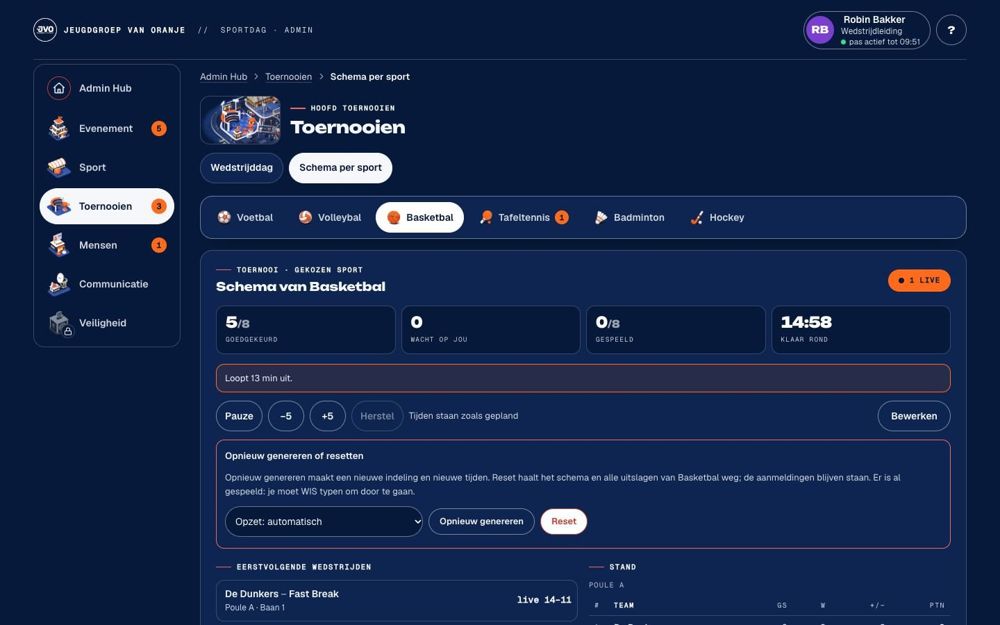 JVO JEUGDGROEP VAN ORANJE // SPORTDAG · ADMIN
RB
Robin Bakker
Wedstrijdleiding
pas actief tot 09:51
?
Admin Hub
Evenement 5
Sport
Toernooien 3
Mensen 1
Communicatie
Veiligheid
Admin Hub > Toernooien > Schema per sport
HOOFD TOERNOOIEN
Toernooien
Wedstrijddag Schema per sport
Voetbal Volleybal Basketbal Tafeltennis 1 Badminton Hockey
TOERNOOI · GEKOZEN SPORT
Schema van Basketbal
1 LIVE
5/8
GOEDGEKEURD
0
WACHT OP JOU
0/8
GESPEELD
14:58
KLAAR ROND
Loopt 13 min uit.
Pauze −5 +5 Herstel Tijden staan zoals gepland Bewerken
Opnieuw genereren of resetten
Opnieuw genereren maakt een nieuwe indeling en nieuwe tijden. Reset haalt het schema en alle uitslagen van Basketbal weg; de aanmeldingen blijven staan. Er is al
gespeeld: je moet WIS typen om door te gaan.
Opzet: automatisch Opnieuw genereren Reset
EERSTVOLGENDE WEDSTRIJDEN
De Dunkers – Fast Break
Poule A · Baan 1
live 14–11
STAND
POULE A
# TEAM GS W +/− PTN